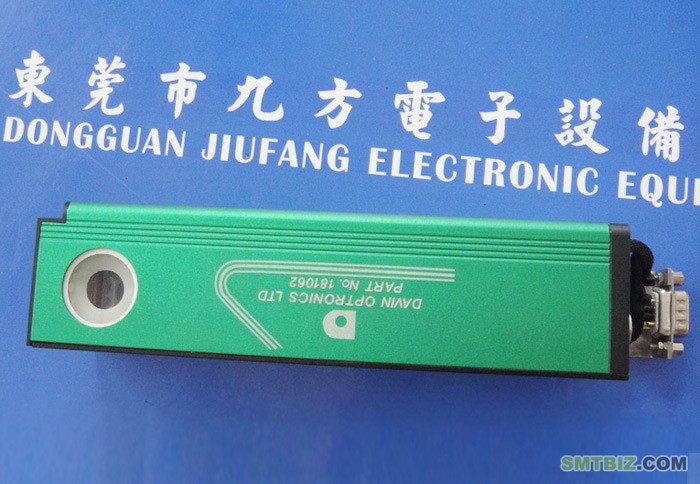 東莞市九方電子設備
DONGGUAN JIUFANG ELECTRONIC EQUI
DAVIN OPTRONICS LTD
PART No. 181062
SMTBIZ.COM